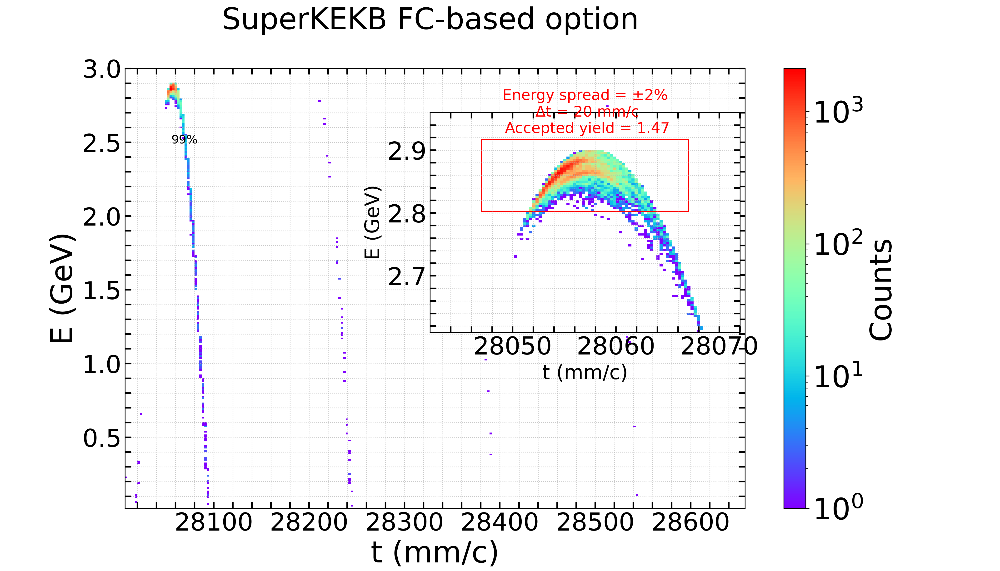 SuperKEKB FC-based option
3.0
2.5
2.0
1.5
1.0
0.5
E (GeV)
99%
28100 28200 28300 28400 28500 28600
t (mm/c)
Energy spread = ±2%
Δt = 20 mm/c
Accepted yield = 1.47
2.9
2.8
2.7
E (GeV)
28050 28060 28070
t (mm/c)
10³
10²
10¹
10⁰
Counts